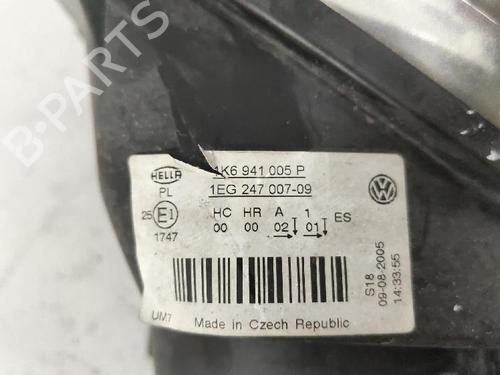 B-PARTS
HELLA
1K6 941 005 P
PL
1EG 247 007-09
25 E1
HC HR A 1 ES
00 00 02 01
1747
S18
09-08-2005
14:33:55
UM7
Made in Czech Republic